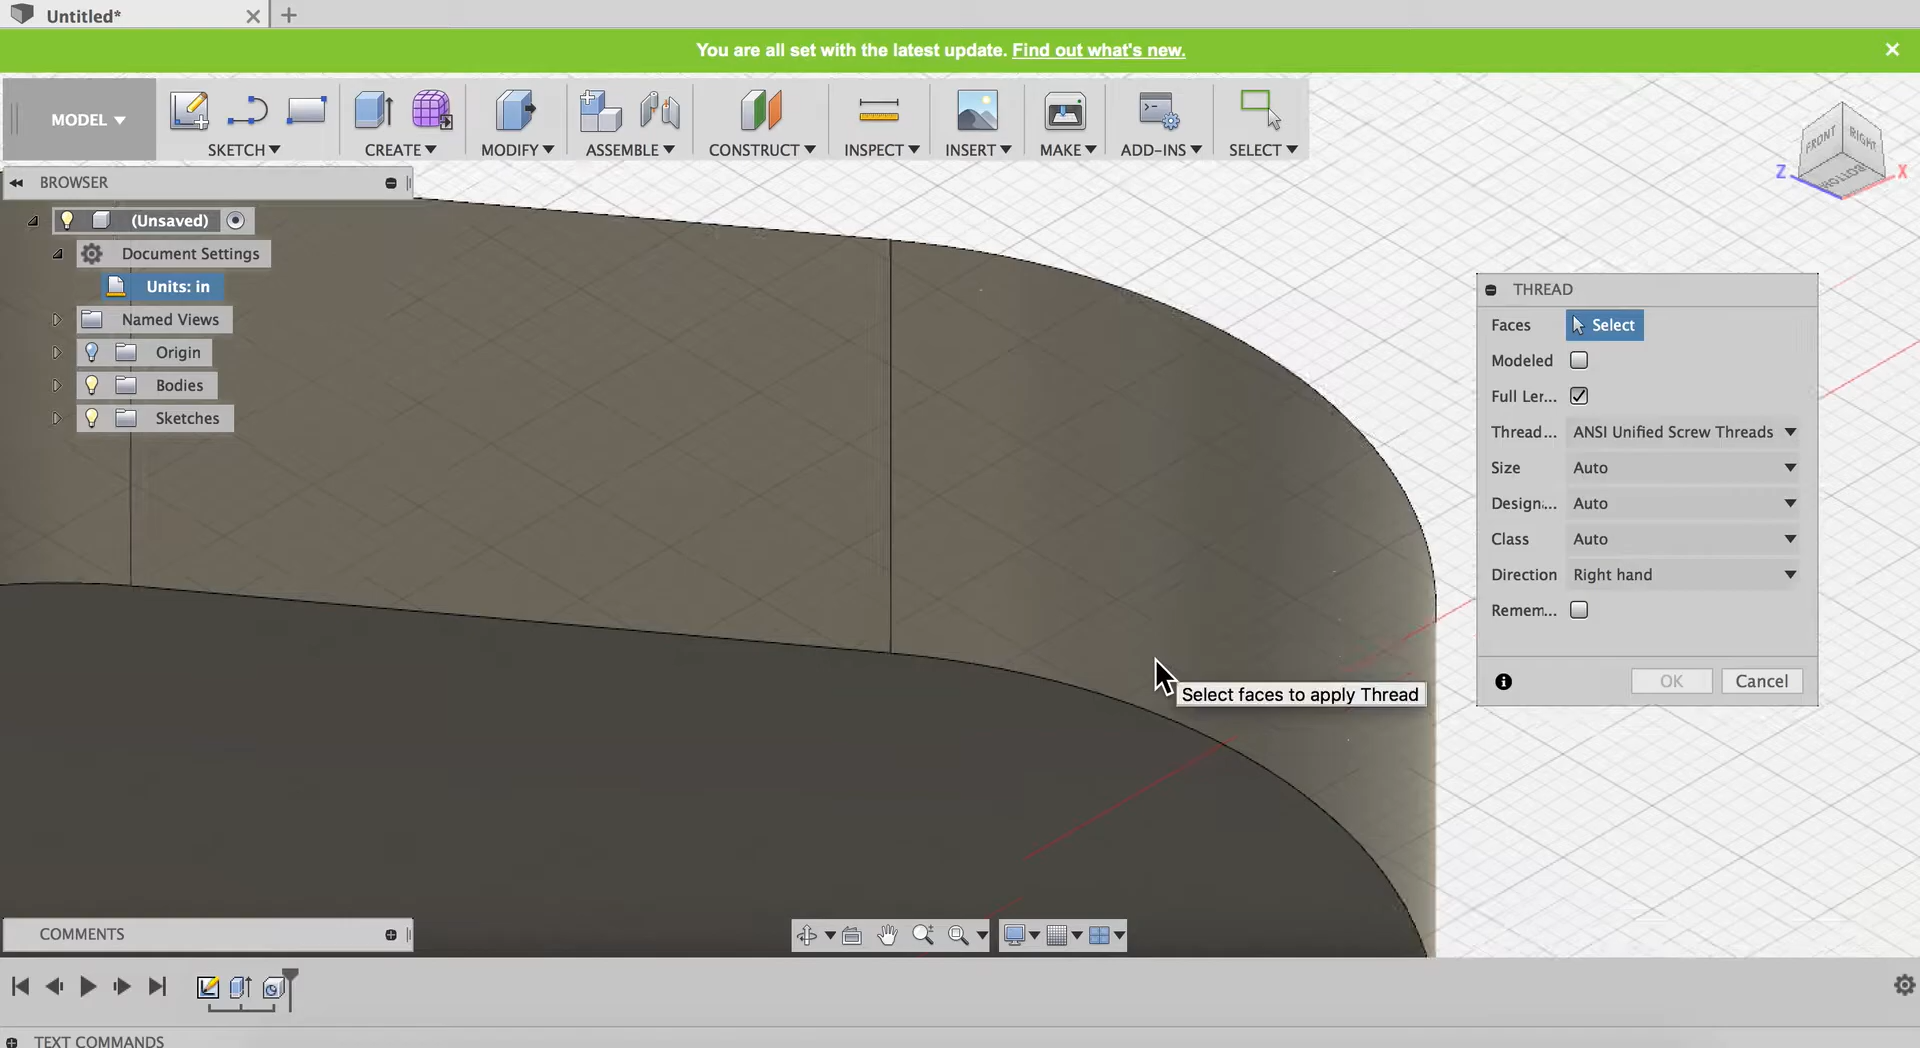 Untitled*
You are all set with the latest update. Find out what's new.
MODEL
SKETCH
CREATE
MODIFY
ASSEMBLE
CONSTRUCT
INSPECT
INSERT
MAKE
ADD-INS
SELECT
FRONT
RIGHT
BOTTOM
Z
X
BROWSER
(Unsaved)
Document Settings
Units: in
Named Views
Origin
Bodies
Sketches
THREAD
Faces Select
Modeled
Full Ler...
Thread... ANSI Unified Screw Threads
Size Auto
Design... Auto
Class Auto
Direction Right hand
Remem...
OK Cancel
Select faces to apply Thread
COMMENTS
TEXT COMMANDS